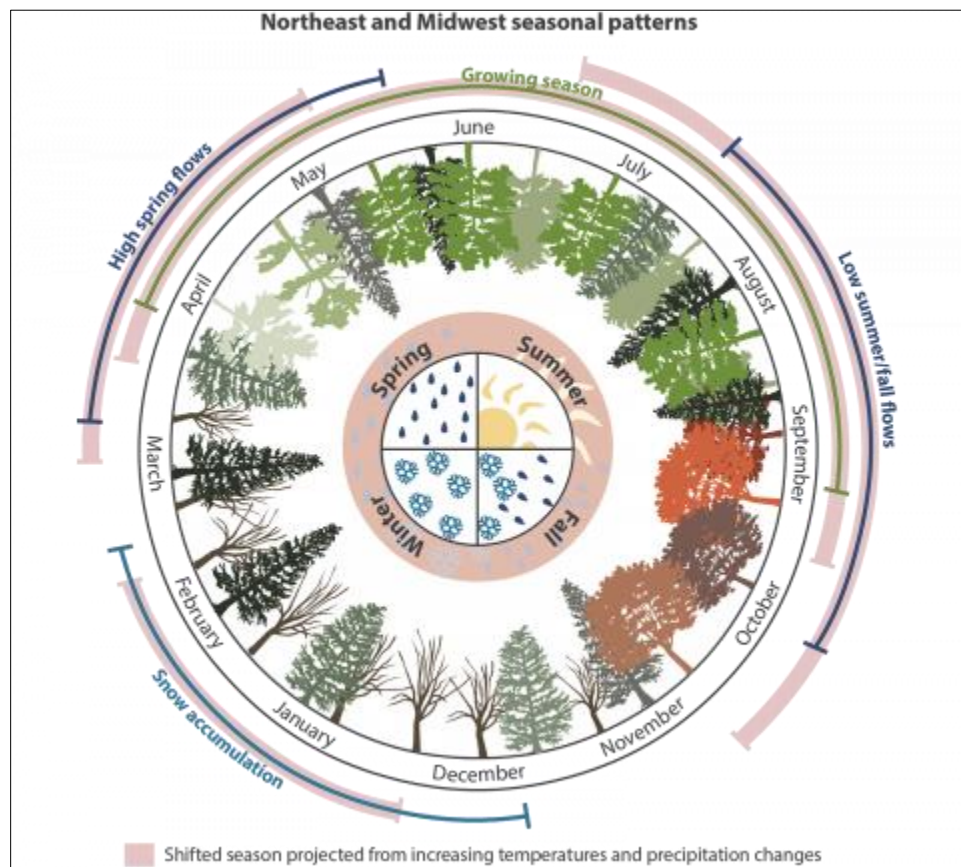 Northeast and Midwest seasonal patterns
Growing season
High spring flows
Low summer/fall flows
Snow accumulation
June
July
August
September
October
November
December
January
February
March
April
May
Spring
Summer
Fall
Winter
Shifted season projected from increasing temperatures and precipitation changes